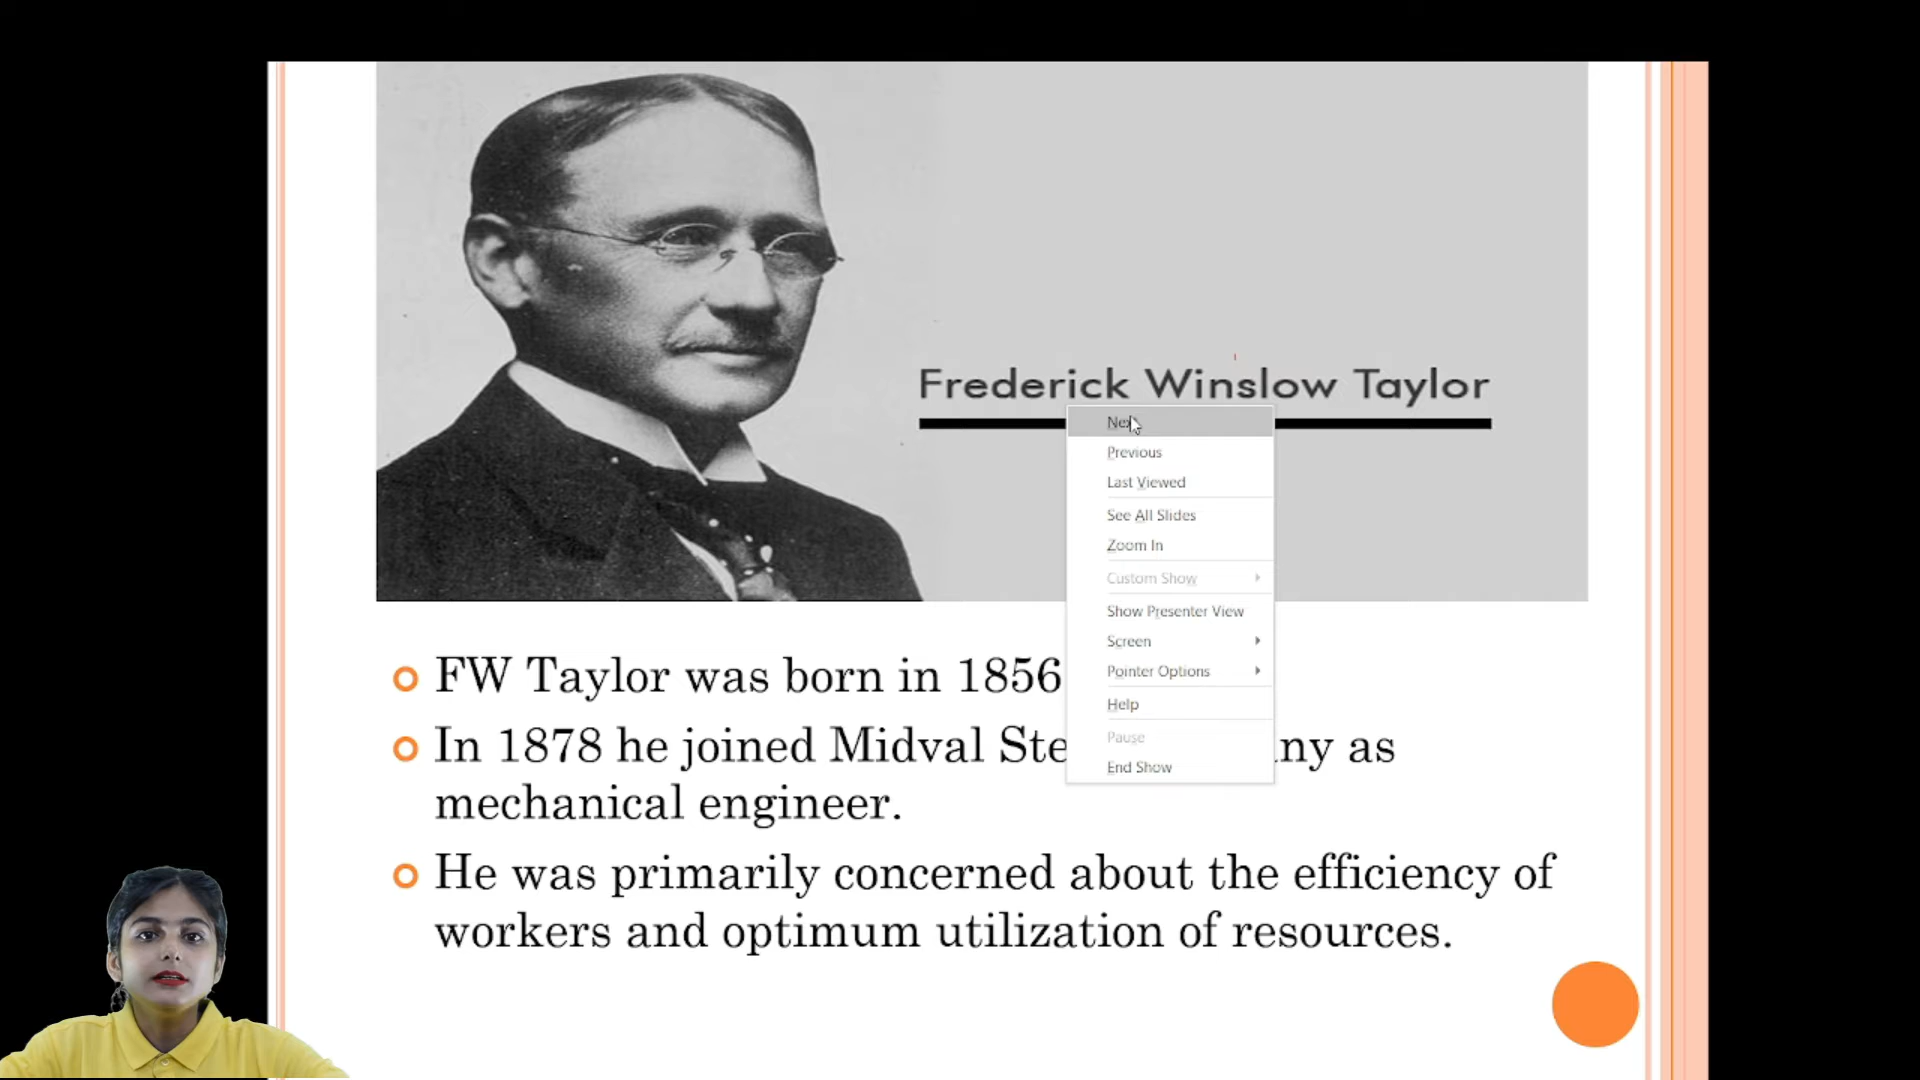 Frederick Winslow Taylor
Next
Previous
Last Viewed
See All Slides
Zoom In
Custom Show
Show Presenter View
Screen
Pointer Options
Help
Pause
End Show
FW Taylor was born in 1856
In 1878 he joined Midval as
mechanical engineer.
He was primarily concerned about the efficiency of
workers and optimum utilization of resources.